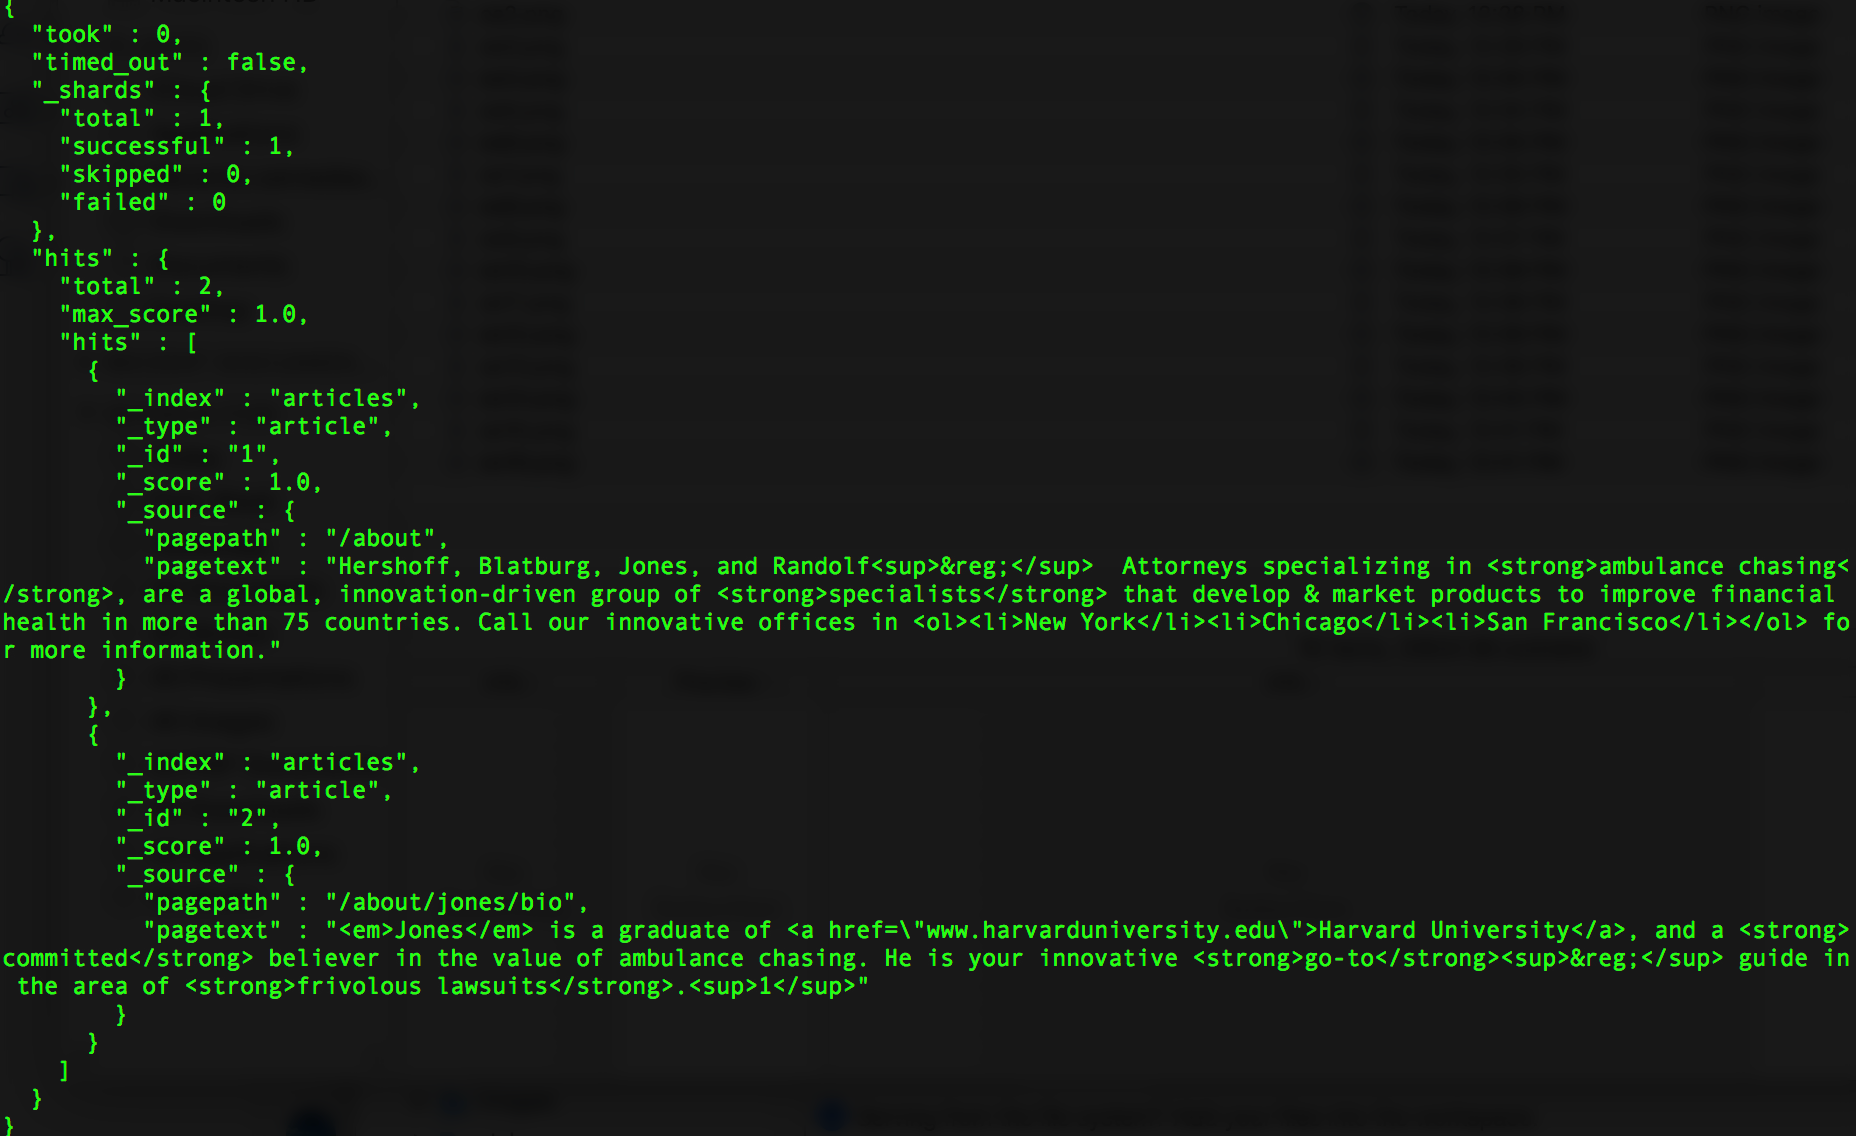 {
  "took" : 0,
  "timed_out" : false,
  "_shards" : {
    "total" : 1,
    "successful" : 1,
    "skipped" : 0,
    "failed" : 0
  },
  "hits" : {
    "total" : 2,
    "max_score" : 1.0,
    "hits" : [
      {
        "_index" : "articles",
        "_type" : "article",
        "_id" : "1",
        "_score" : 1.0,
        "_source" : {
          "pagepath" : "/about",
          "pagetext" : "Hershoff, Blatburg, Jones, and Randolf<sup>&reg;</sup>  Attorneys specializing in <strong>ambulance chasing<
/strong>, are a global, innovation-driven group of <strong>specialists</strong> that develop & market products to improve financial
health in more than 75 countries. Call our innovative offices in <ol><li>New York</li><li>Chicago</li><li>San Francisco</li></ol> fo
r more information."
        }
      },
      {
        "_index" : "articles",
        "_type" : "article",
        "_id" : "2",
        "_score" : 1.0,
        "_source" : {
          "pagepath" : "/about/jones/bio",
          "pagetext" : "<em>Jones</em> is a graduate of <a href=\"www.harvarduniversity.edu\">Harvard University</a>, and a <strong>
committed</strong> believer in the value of ambulance chasing. He is your innovative <strong>go-to</strong><sup>&reg;</sup> guide in
 the area of <strong>frivolous lawsuits</strong>.<sup>1</sup>"
        }
      }
    ]
  }
}